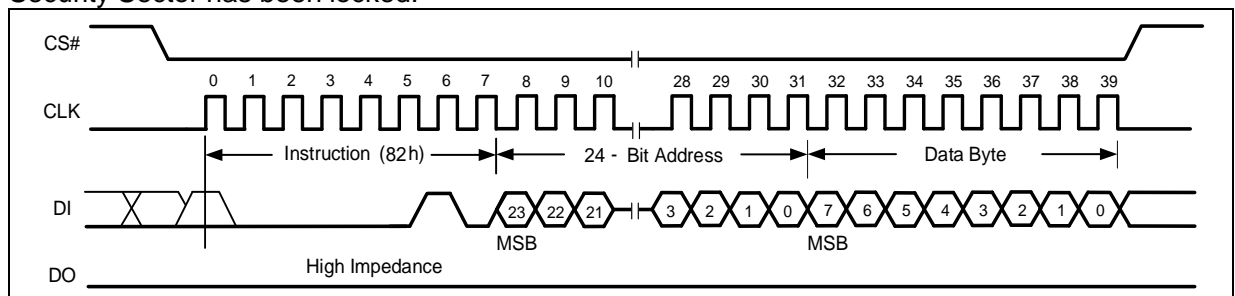 Security Sector has been locked.
CS#
0 1 2 3 4 5 6 7 8 9 10 28 29 30 31 32 33 34 35 36 37 38 39
CLK
Instruction (82h) 24 - Bit Address Data Byte
DI 23 22 21 3 2 1 0 7 6 5 4 3 2 1 0
MSB MSB
High Impedance
DO